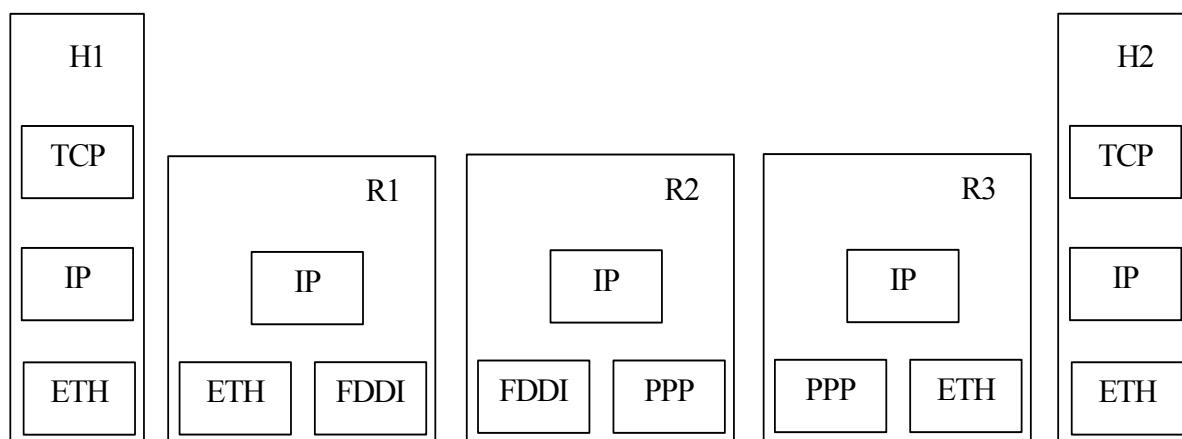 H1
TCP
IP
ETH
R1
IP
ETH FDDI
R2
IP
FDDI PPP
R3
IP
PPP ETH
H2
TCP
IP
ETH